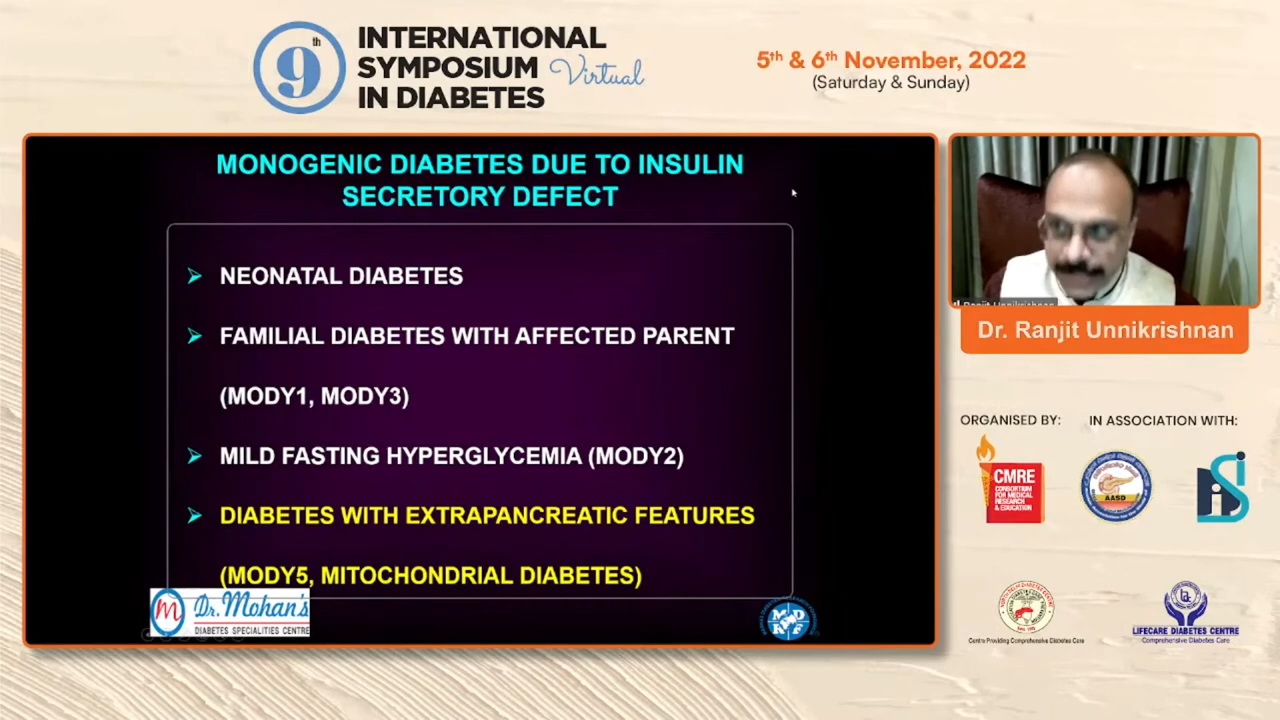 9th
INTERNATIONAL
SYMPOSIUM Virtual
IN DIABETES
5th & 6th November, 2022
(Saturday & Sunday)
MONOGENIC DIABETES DUE TO INSULIN
SECRETORY DEFECT
➢ NEONATAL DIABETES
➢ FAMILIAL DIABETES WITH AFFECTED PARENT
(MODY1, MODY3)
➢ MILD FASTING HYPERGLYCEMIA (MODY2)
➢ DIABETES WITH EXTRAPANCREATIC FEATURES
(MODY5, MITOCHONDRIAL DIABETES)
m Dr. Mohan's
DIABETES SPECIALITIES CENTRE
MDRF
Ranjit Unnikrishnan
Dr. Ranjit Unnikrishnan
ORGANISED BY:
IN ASSOCIATION WITH:
CMRE
CONSORTIUM
FOR MEDICAL
RESEARCH
& EDUCATION
AASD
Centre Providing Comprehensive Diabetes Care
LIFECARE DIABETES CENTRE
Comprehensive Diabetes Care